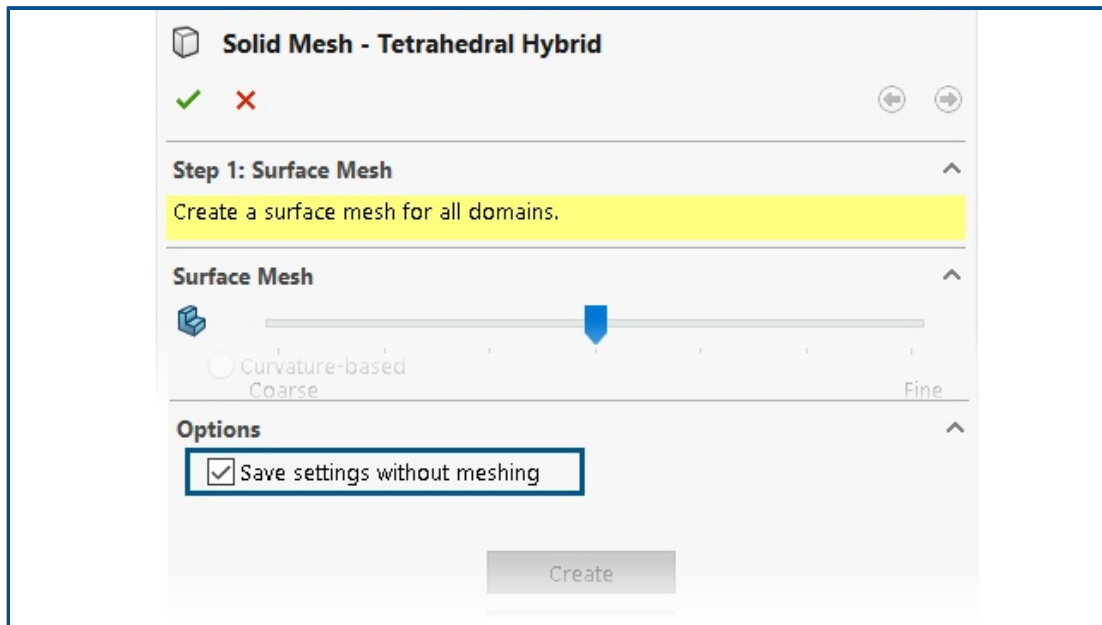 Solid Mesh - Tetrahedral Hybrid
Step 1: Surface Mesh
Create a surface mesh for all domains.
Surface Mesh
Curvature-based
Coarse Fine
Options
Save settings without meshing
Create